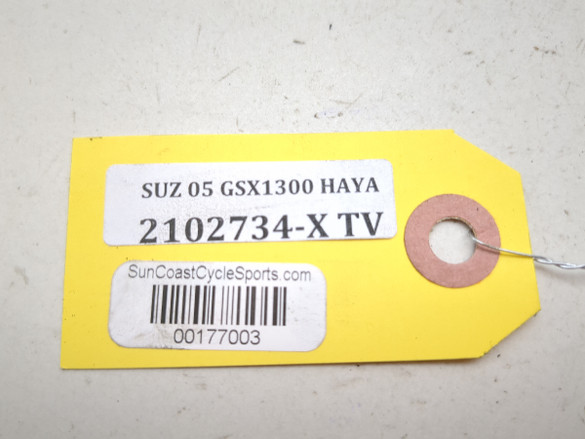 SUZ 05 GSX1300 HAYA
2102734-X TV
SunCoastCycleSports.com
00177003